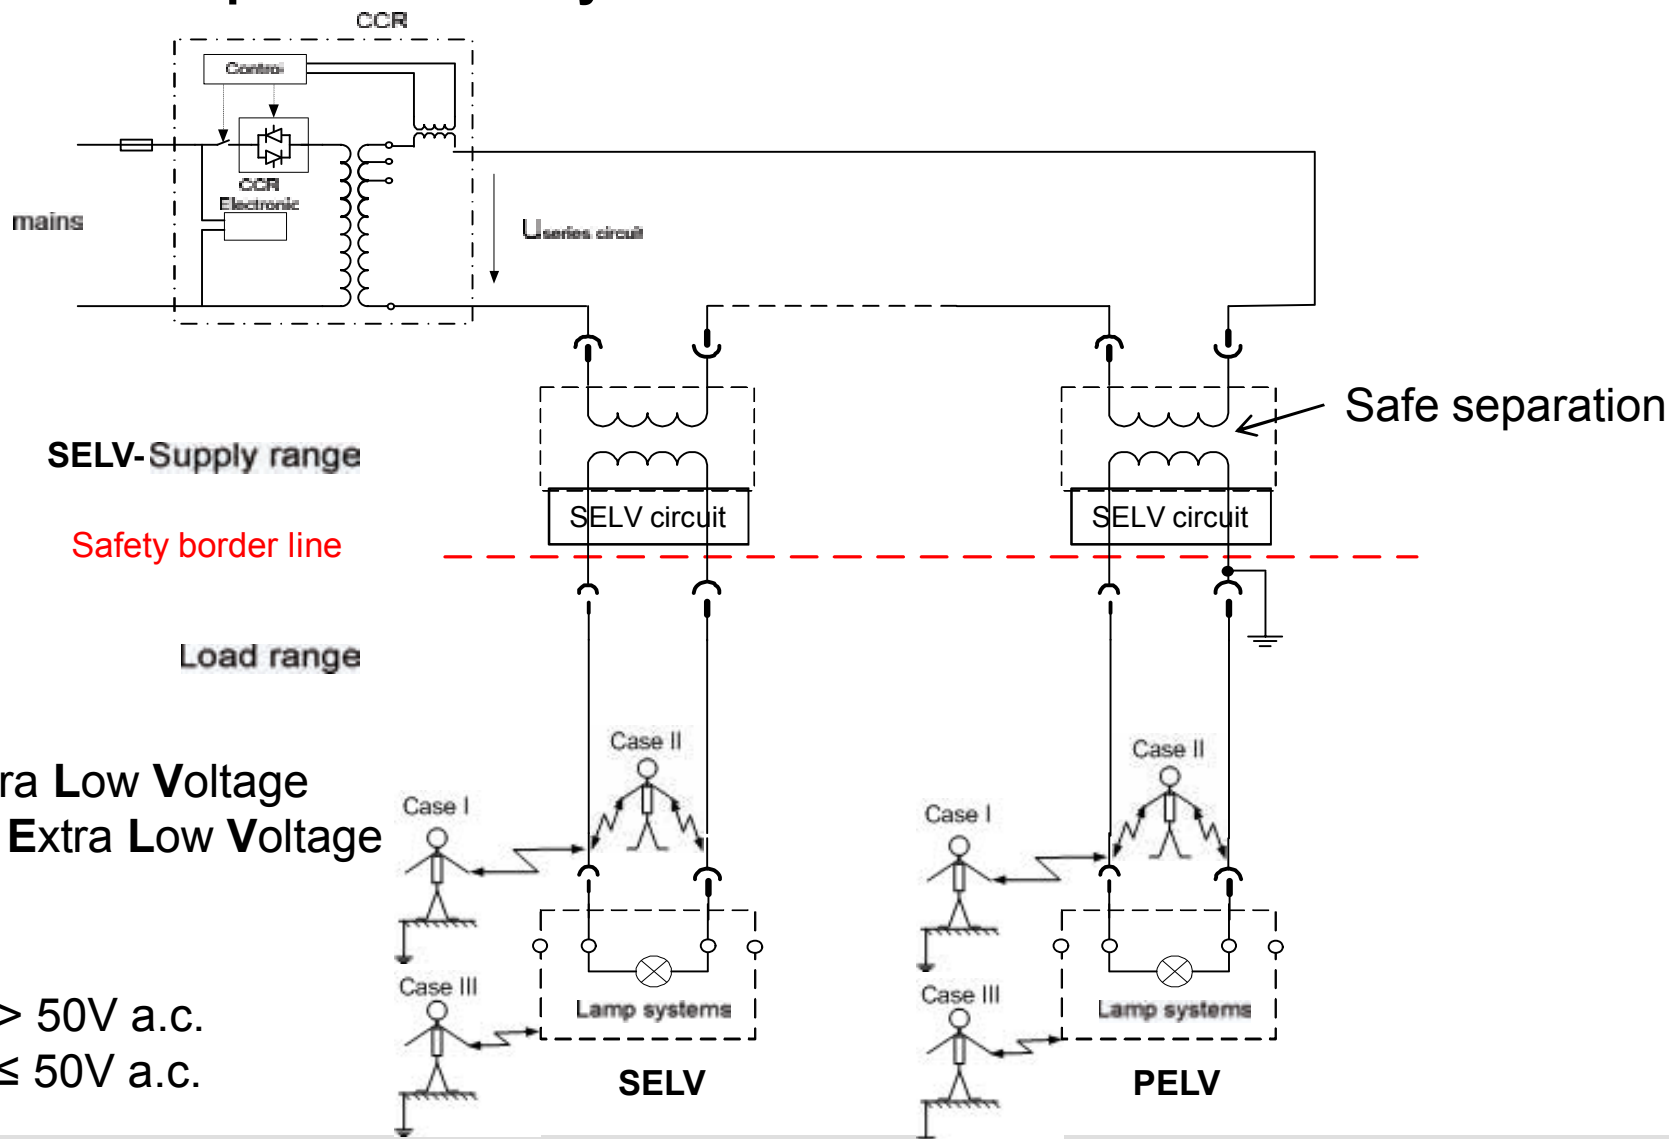 CCR
Control
CCR
Electronic
mains
Useries circuit
Safe separation
SELV-Supply range
SELV circuit
SELV circuit
Safety border line
Load range
Case II
Case II
ra Low Voltage
Extra Low Voltage
Case I
Case I
Case III
Case III
Lamp systems
Lamp systems
> 50V a.c.
≤ 50V a.c.
SELV
PELV